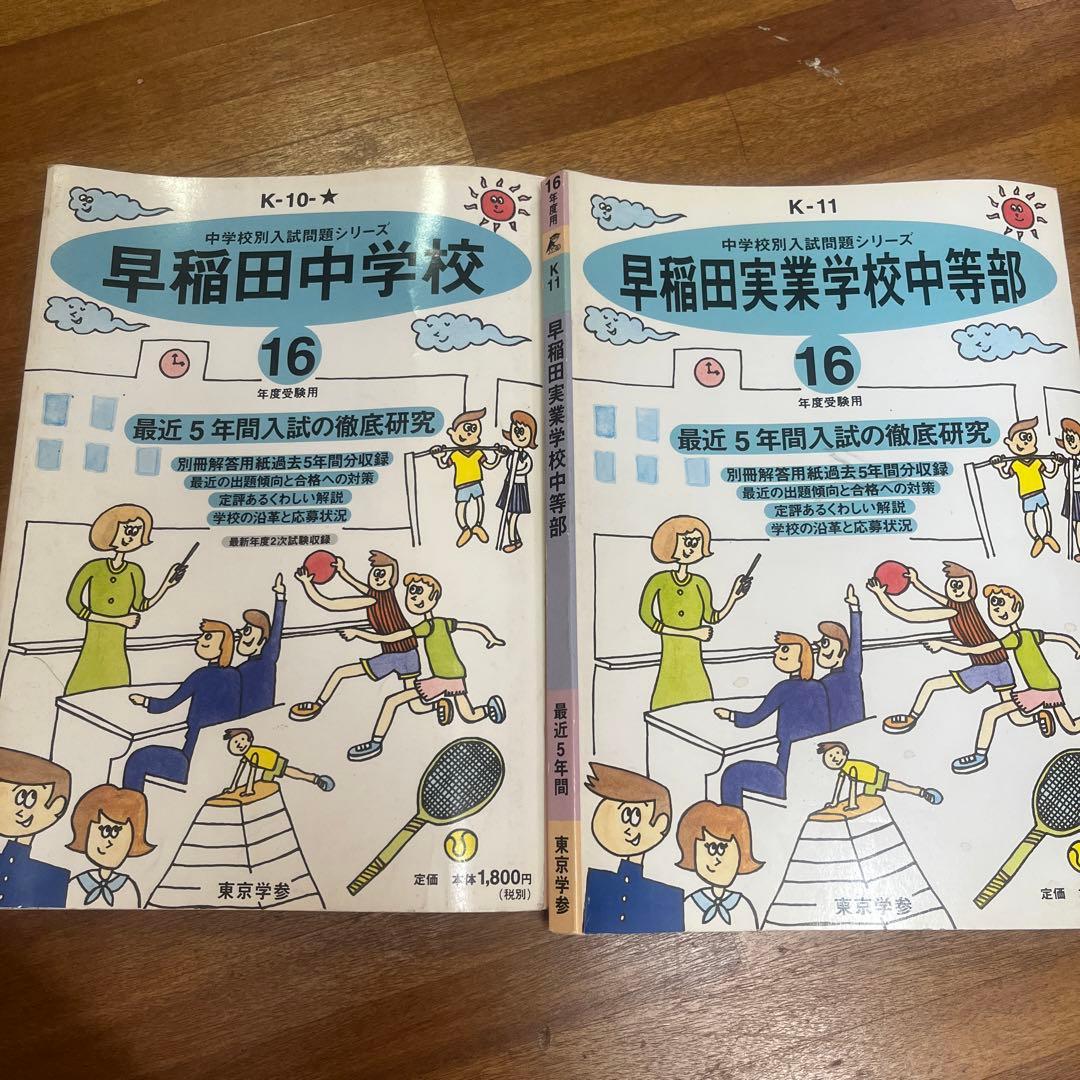 K-10-★
中学校別入試問題シリーズ
早稲田中学校
16
年度受験用
最近5年間入試の徹底研究
別冊解答用紙過去5年間分収録
最近の出題傾向と合格への対策
定評あるくわしい解説
学校の沿革と応募状況
最新年度2次試験収録
東京学参
定価 本体1,800円
(税別)
16年度用
K
11
早稲田実業学校中等部
最近5年間
東京学参
K-11
中学校別入試問題シリーズ
早稲田実業学校中等部
16
年度受験用
最近5年間入試の徹底研究
別冊解答用紙過去5年間分収録
最近の出題傾向と合格への対策
定評あるくわしい解説
学校の沿革と応募状況
東京学参
定価